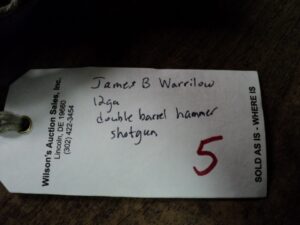 James B Warrilow
12ga
double barrel hammer
shotgun
5
Wilson's Auction Sales, Inc.
Lincoln, DE 19960
(302) 422-3454
SOLD AS IS - WHERE IS